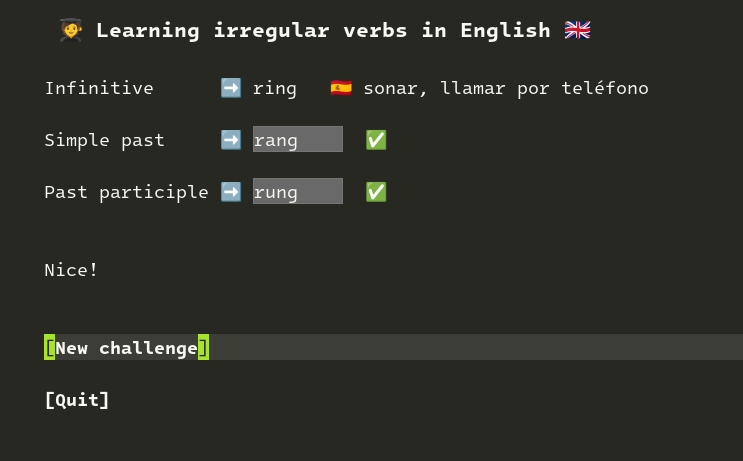 🧑‍🎓 Learning irregular verbs in English 🇬🇧
Infinitive ➡️ ring 🇪🇸 sonar, llamar por teléfono
Simple past ➡️ rang ✅
Past participle ➡️ rung ✅
Nice!
[New challenge]
[Quit]